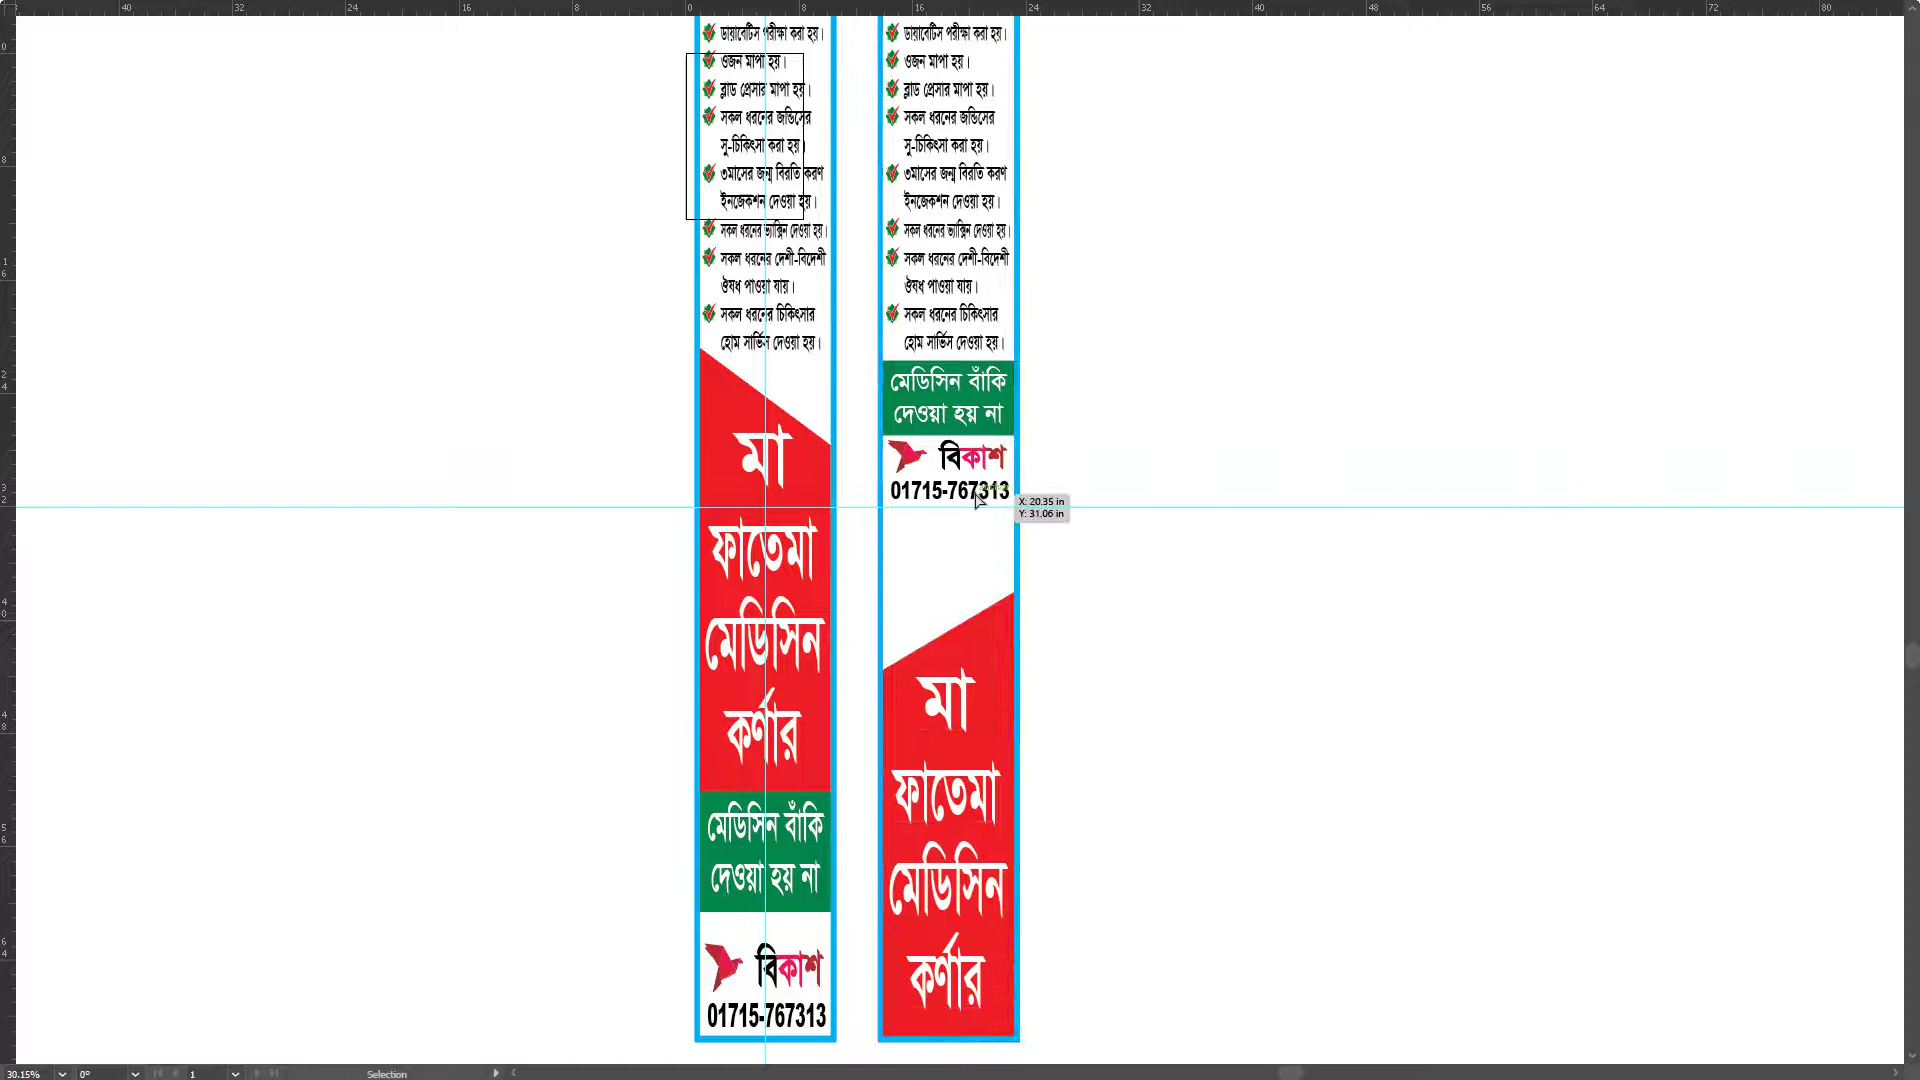 ডায়াবেটিস পরীক্ষা করা হয়।
ওজন মাপা হয়।
ব্লাড প্রেসার মাপা হয়।
সকল ধরনের জন্ডিসের
সু-চিকিৎসা করা হয়।
৩মাসের জন্ম বিরতি করণ
ইনজেকশন দেওয়া হয়।
সকল ধরনের ভ্যাক্সিন দেওয়া হয়।
সকল ধরনের দেশী-বিদেশী
ঔষধ পাওয়া যায়।
সকল ধরনের চিকিৎসার
হোম সার্ভিস দেওয়া হয়।
মা
ফাতেমা
মেডিসিন
কর্ণার
মেডিসিন বাঁকি
দেওয়া হয় না
বিকাশ
01715-767313
ডায়াবেটিস পরীক্ষা করা হয়।
ওজন মাপা হয়।
ব্লাড প্রেসার মাপা হয়।
সকল ধরনের জন্ডিসের
সু-চিকিৎসা করা হয়।
৩মাসের জন্ম বিরতি করণ
ইনজেকশন দেওয়া হয়।
সকল ধরনের ভ্যাক্সিন দেওয়া হয়।
সকল ধরনের দেশী-বিদেশী
ঔষধ পাওয়া যায়।
সকল ধরনের চিকিৎসার
হোম সার্ভিস দেওয়া হয়।
মেডিসিন বাঁকি
দেওয়া হয় না
বিকাশ
01715-767313
X: 20.35 in
Y: 31.06 in
মা
ফাতেমা
মেডিসিন
কর্ণার
30.15% 0° 1 Selection